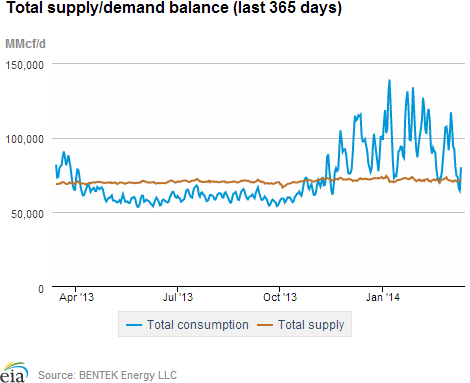 Total supply/demand balance (last 365 days)
MMcf/d
150,000
100,000
50,000
0
Apr '13 Jul '13 Oct '13 Jan '14
Total consumption Total supply
eia Source: BENTEK Energy LLC